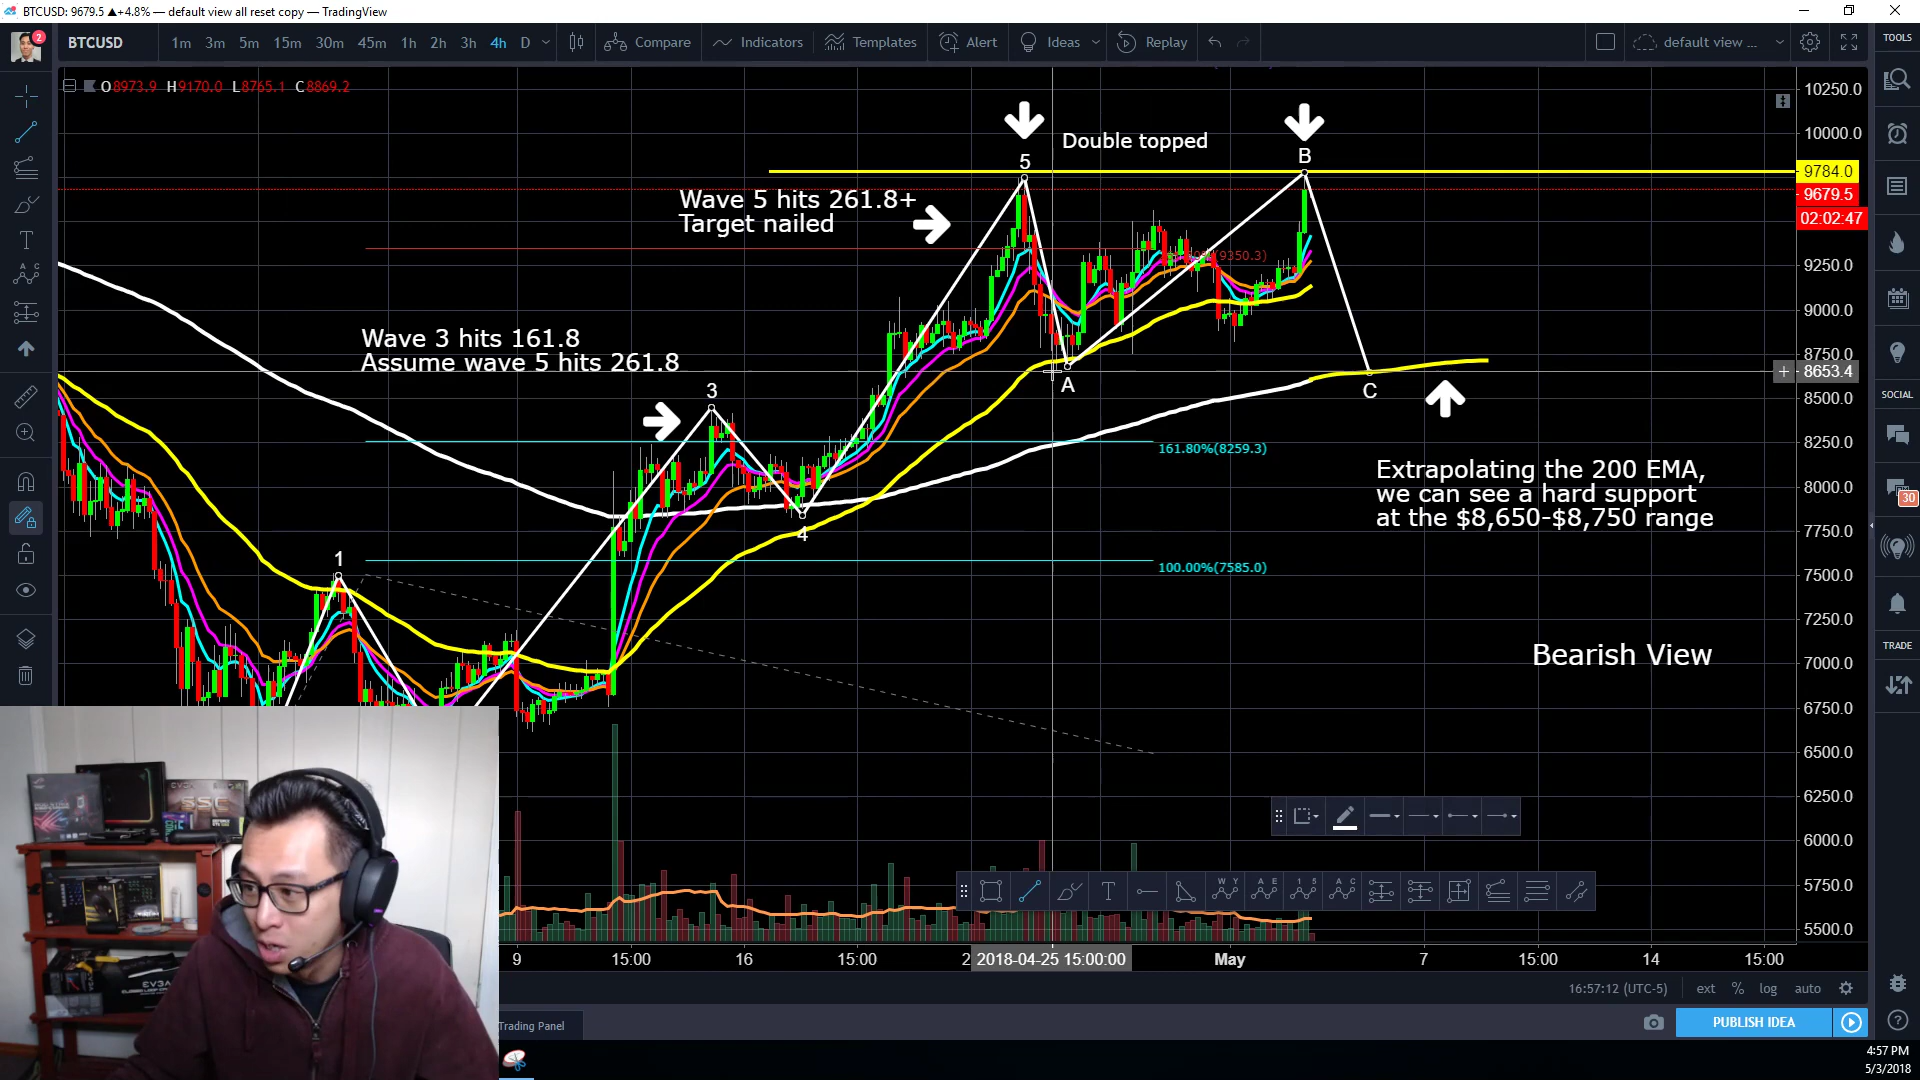 BTCUSD: 9679.5 ▲+4.8% — default view all reset copy — TradingView
2
BTCUSD 1m 3m 5m 15m 30m 45m 1h 2h 3h 4h D Compare Indicators Templates Alert Ideas Replay default view ... TOOLS
O8973.9 H9170.0 L8765.1 C8869.2
10250.0
10000.0
Double topped
5
B
9784.0
9679.5
02:02:47
Wave 5 hits 261.8+
Target nailed
9350.3)
9250.0
9000.0
8750.0
8653.4
Wave 3 hits 161.8
Assume wave 5 hits 261.8
3
A
C
8500.0
SOCIAL
8250.0
161.80%(8259.3)
Extrapolating the 200 EMA,
we can see a hard support
at the $8,650-$8,750 range
8000.0
30
7750.0
4
1
100.00%(7585.0)
7500.0
7250.0
Bearish View
7000.0
TRADE
6750.0
6500.0
6250.0
6000.0
5750.0
5500.0
SSC
EVGA
9 15:00 16 15:00 2 2018-04-25 15:00:00 May 7 15:00 14 15:00
16:57:12 (UTC-5) ext % log auto
Trading Panel
PUBLISH IDEA
4:57 PM
5/3/2018